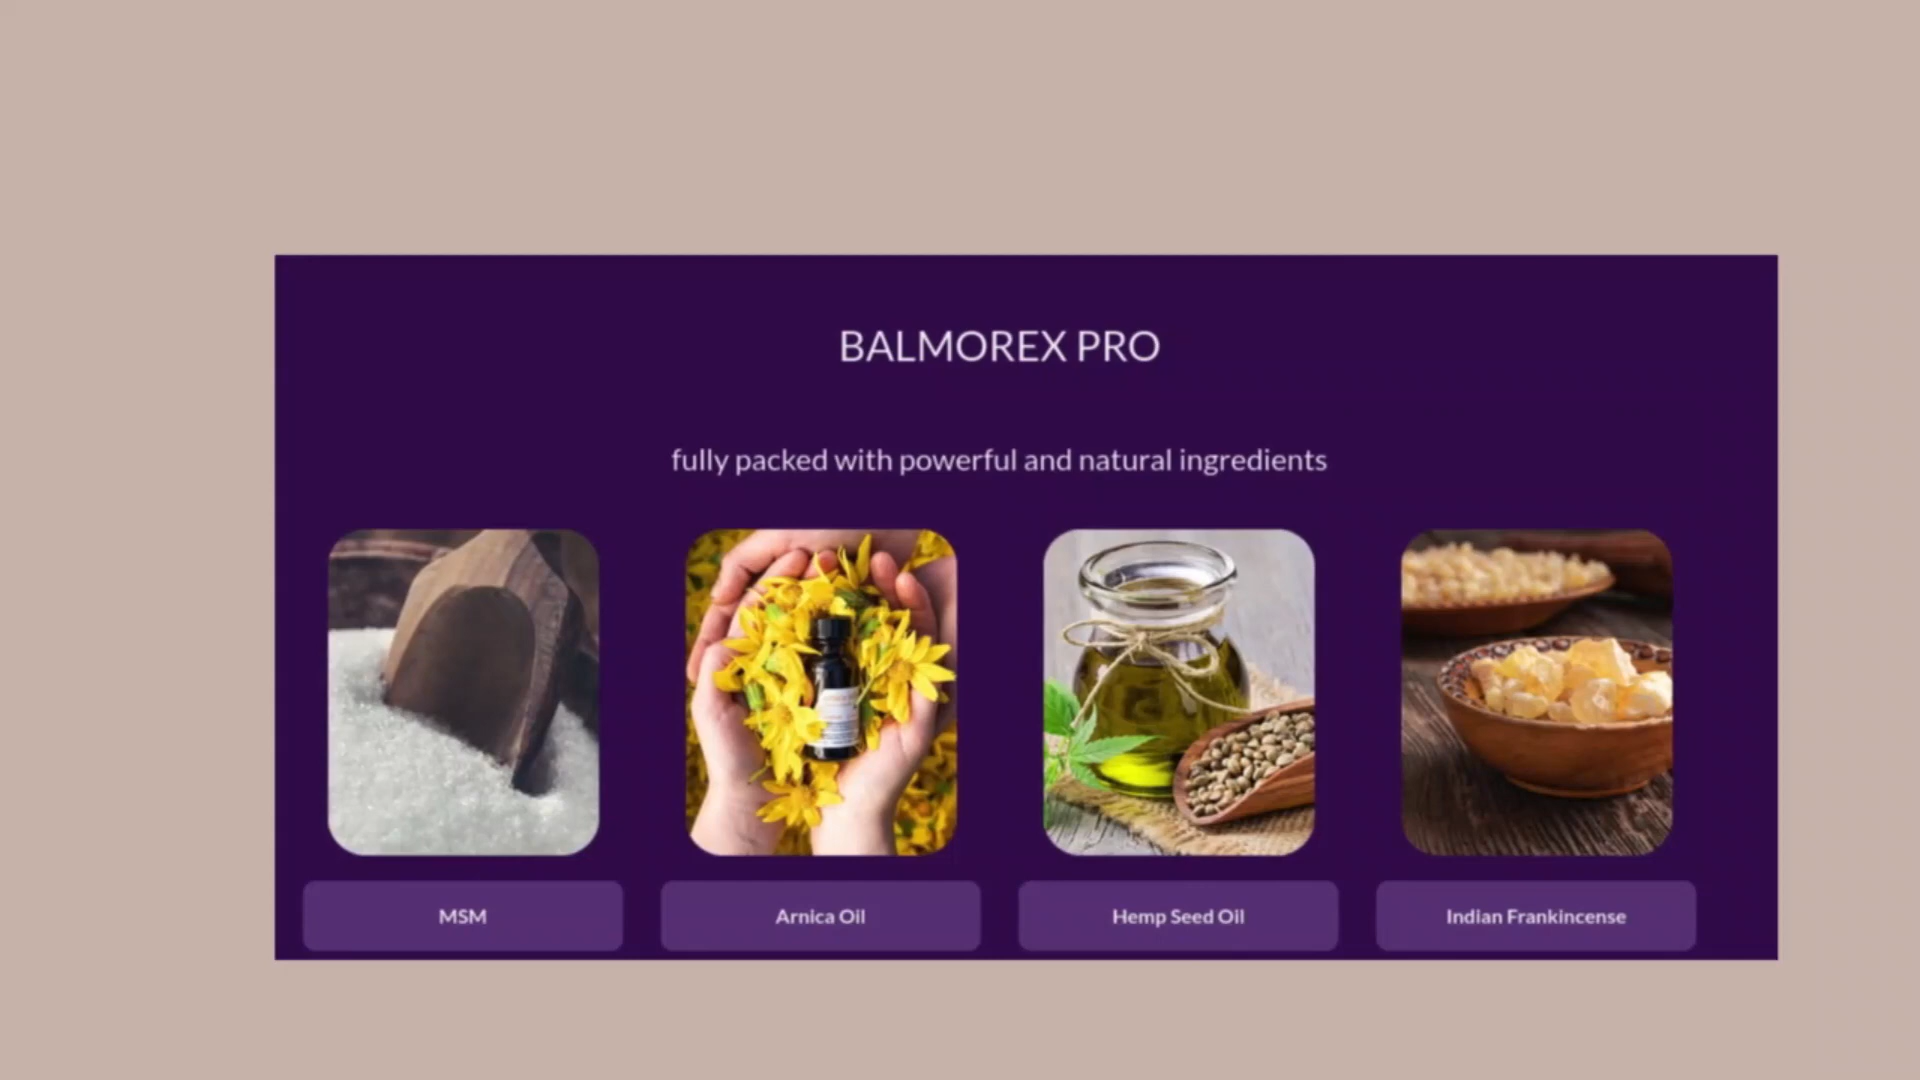 BALMOREX PRO
fully packed with powerful and natural ingredients
MSM
Arnica Oil
Hemp Seed Oil
Indian Frankincense